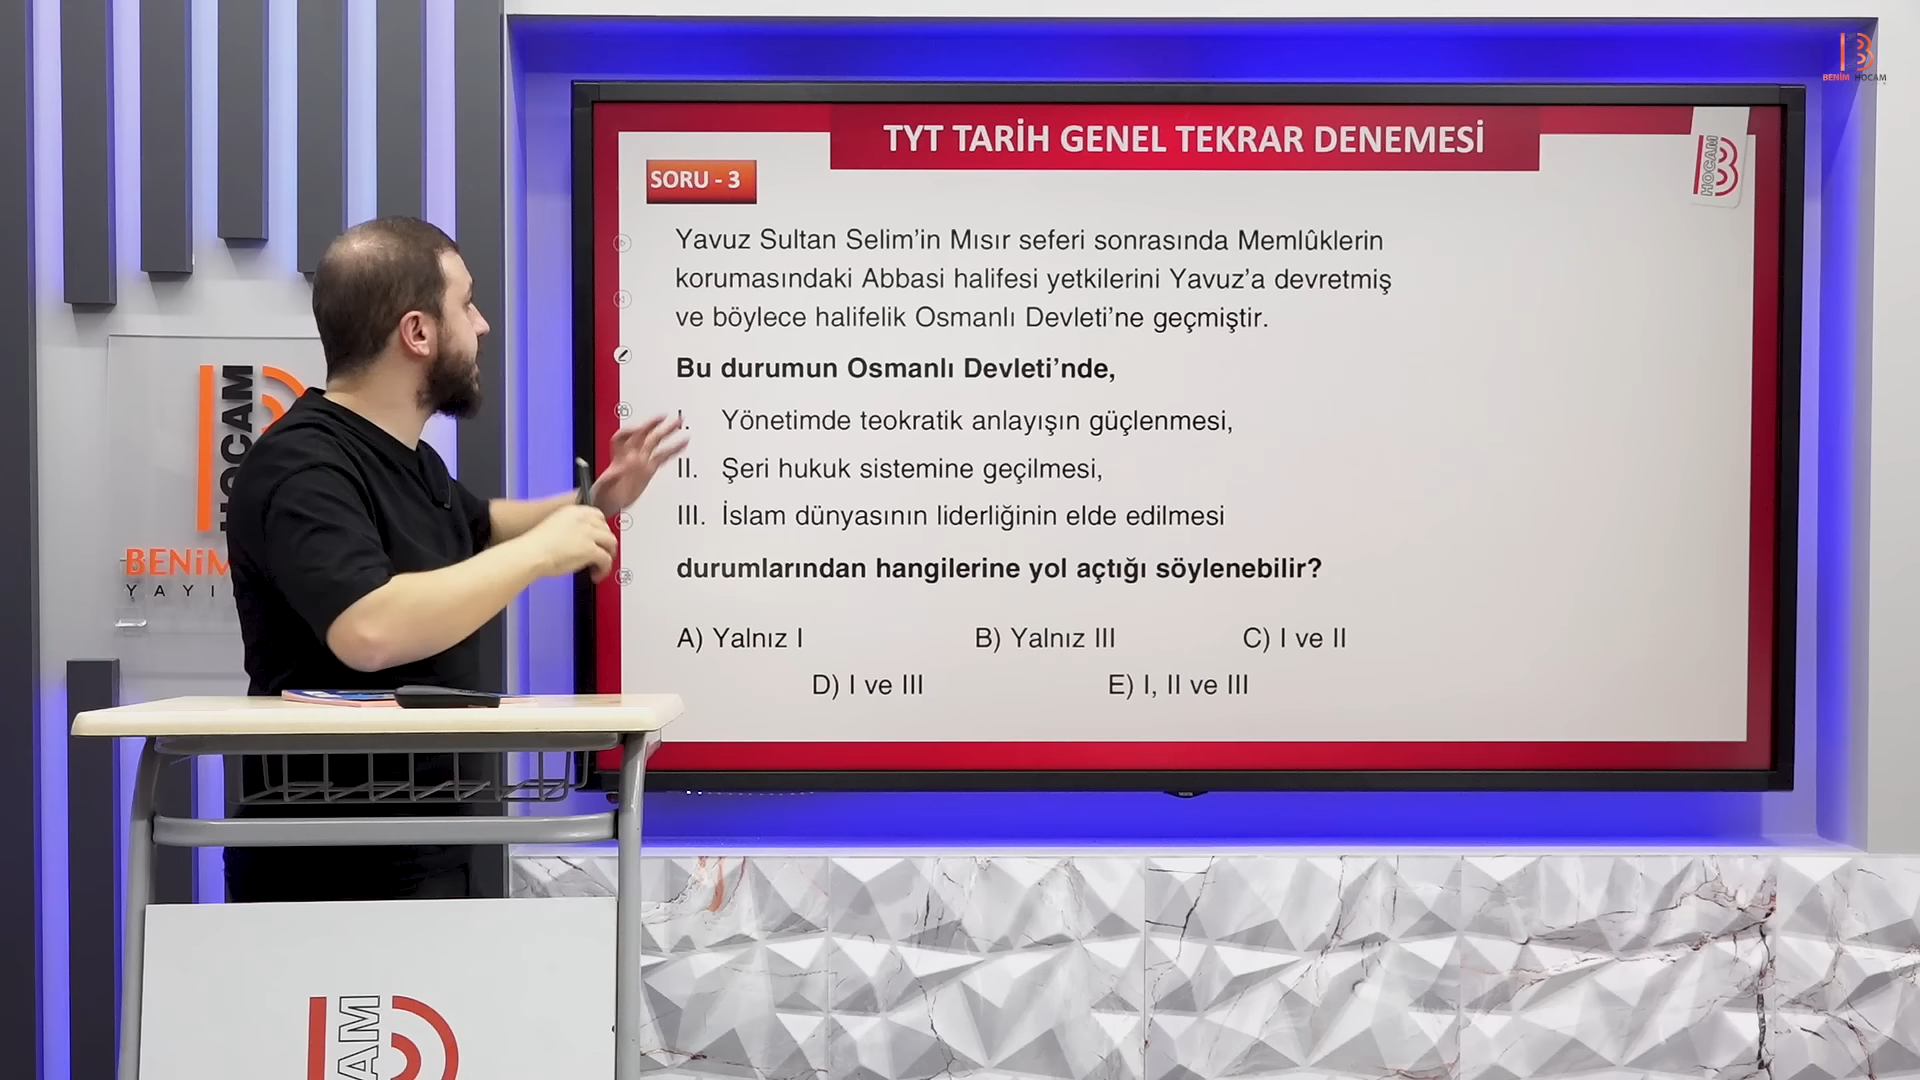 BENİM HOCAM
TYT TARİH GENEL TEKRAR DENEMESİ
HOCAM
SORU - 3
Yavuz Sultan Selim'in Mısır seferi sonrasında Memlûklerin
korumasındaki Abbasi halifesi yetkilerini Yavuz'a devretmiş
ve böylece halifelik Osmanlı Devleti'ne geçmiştir.
Bu durumun Osmanlı Devleti'nde,
I. Yönetimde teokratik anlayışın güçlenmesi,
II. Şeri hukuk sistemine geçilmesi,
III. İslam dünyasının liderliğinin elde edilmesi
durumlarından hangilerine yol açtığı söylenebilir?
A) Yalnız I B) Yalnız III C) I ve II
D) I ve III E) I, II ve III
HOCAM
BENİM
YAYI
CAM